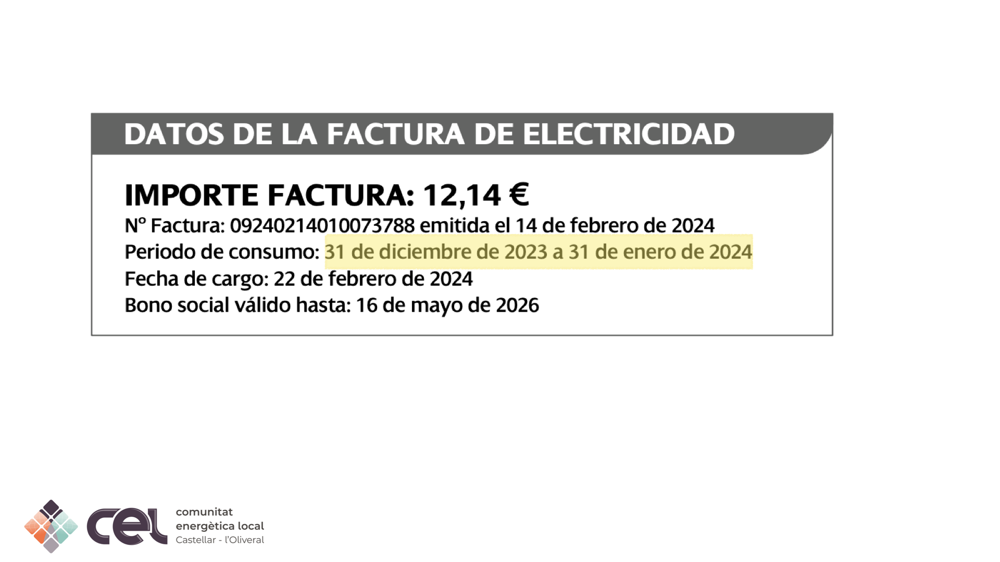 DATOS DE LA FACTURA DE ELECTRICIDAD
IMPORTE FACTURA: 12,14 €
Nº Factura: 09240214010073788 emitida el 14 de febrero de 2024
Periodo de consumo: 31 de diciembre de 2023 a 31 de enero de 2024
Fecha de cargo: 22 de febrero de 2024
Bono social válido hasta: 16 de mayo de 2026
cel
comunitat
energètica local
Castellar - l'Oliveral